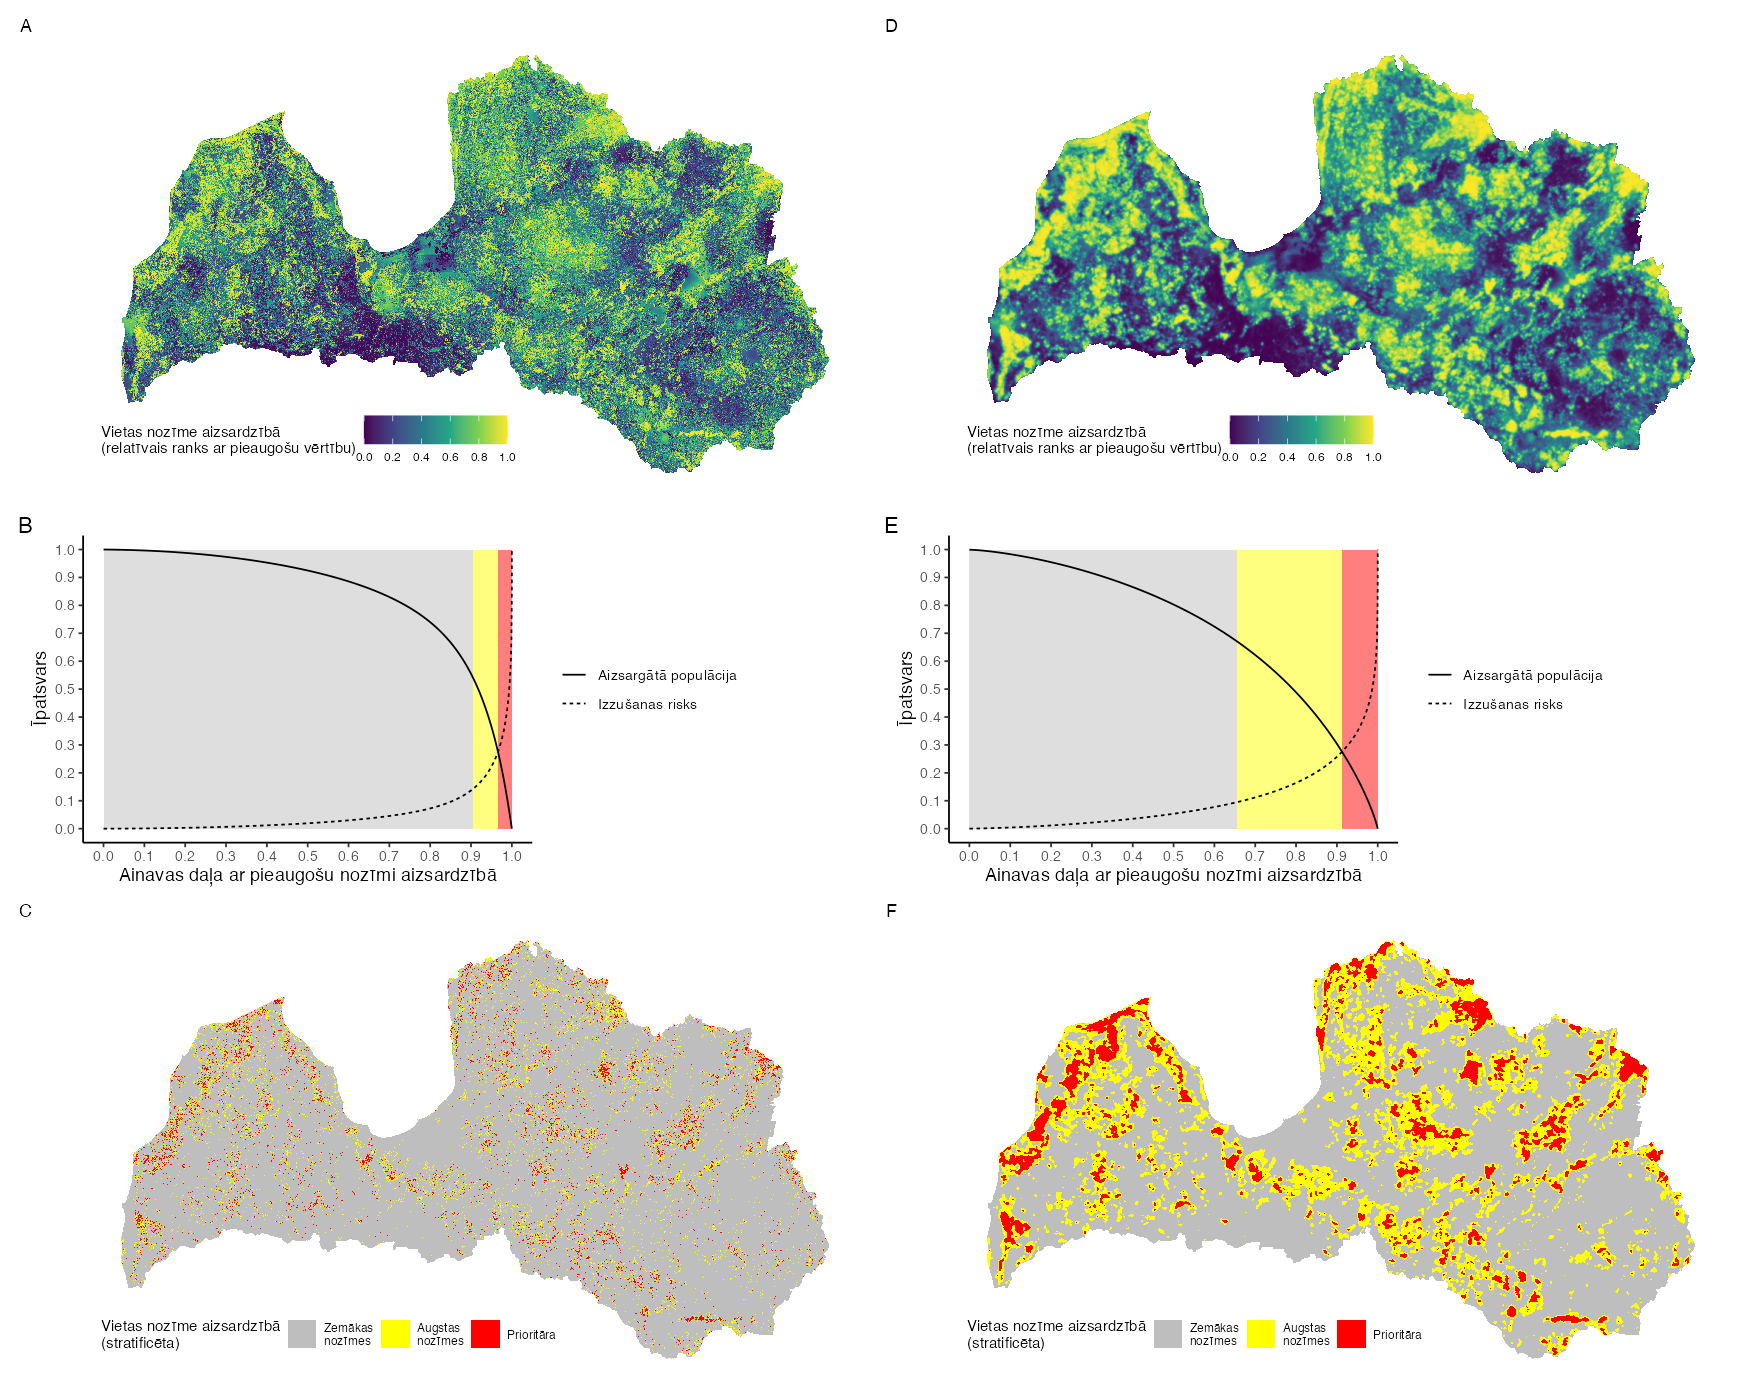 A
Vietas nozīme aizsardzībā
(relatīvais ranks ar pieaugošu vērtību)
0.0 0.2 0.4 0.6 0.8 1.0
D
Vietas nozīme aizsardzībā
(relatīvais ranks ar pieaugošu vērtību)
0.0 0.2 0.4 0.6 0.8 1.0
B
Īpatsvars
1.0
0.9
0.8
0.7
0.6
0.5
0.4
0.3
0.2
0.1
0.0
0.0 0.1 0.2 0.3 0.4 0.5 0.6 0.7 0.8 0.9 1.0
Ainavas daļa ar pieaugošu nozīmi aizsardzībā
Aizsargātā populācija
Izzušanas risks
E
Īpatsvars
1.0
0.9
0.8
0.7
0.6
0.5
0.4
0.3
0.2
0.1
0.0
0.0 0.1 0.2 0.3 0.4 0.5 0.6 0.7 0.8 0.9 1.0
Ainavas daļa ar pieaugošu nozīmi aizsardzībā
Aizsargātā populācija
Izzušanas risks
C
Vietas nozīme aizsardzībā
(stratificēta)
Zemākas
nozīmes
Augstas
nozīmes
Prioritāra
F
Vietas nozīme aizsardzībā
(stratificēta)
Zemākas
nozīmes
Augstas
nozīmes
Prioritāra